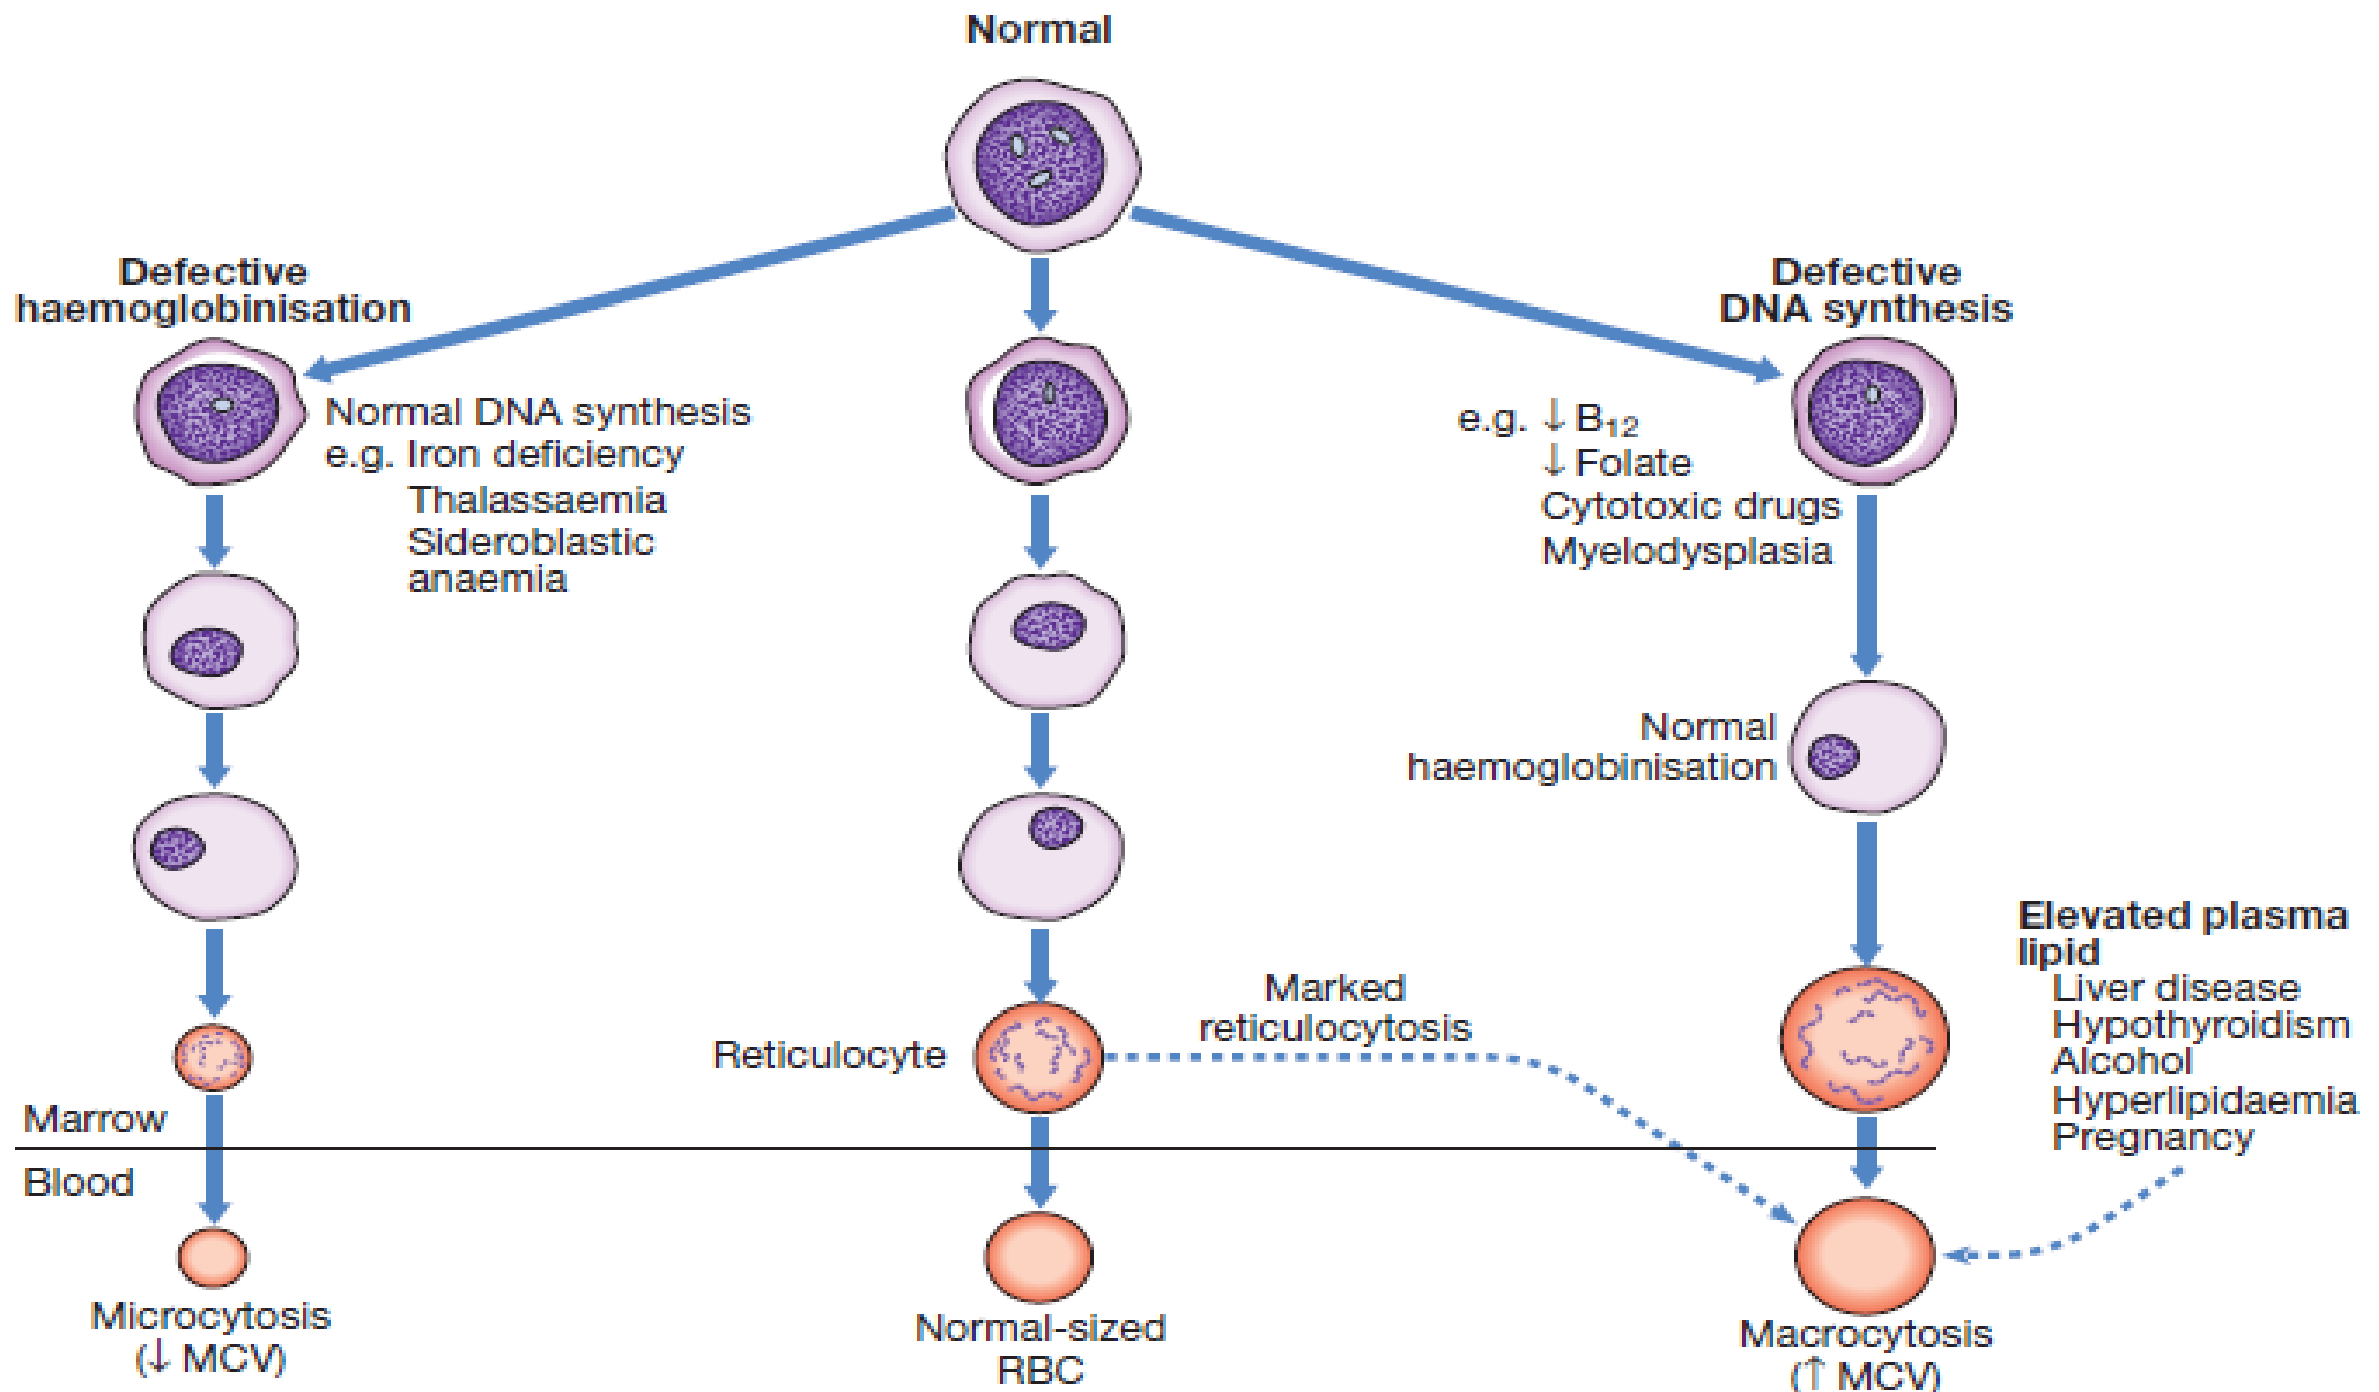 Normal
Defective
haemoglobinisation
Normal DNA synthesis
e.g. Iron deficiency
Thalassaemia
Sideroblastic
anaemia
Defective
DNA synthesis
e.g. ↓ B₁₂
↓ Folate
Cytotoxic drugs
Myelodysplasia
Normal
haemoglobinisation
Elevated plasma
lipid
Liver disease
Hypothyroidism
Alcohol
Hyperlipidaemia
Pregnancy
Marked
reticulocytosis
Reticulocyte
Marrow
Blood
Microcytosis
(↓ MCV)
Normal-sized
RBC
Macrocytosis
(↑ MCV)